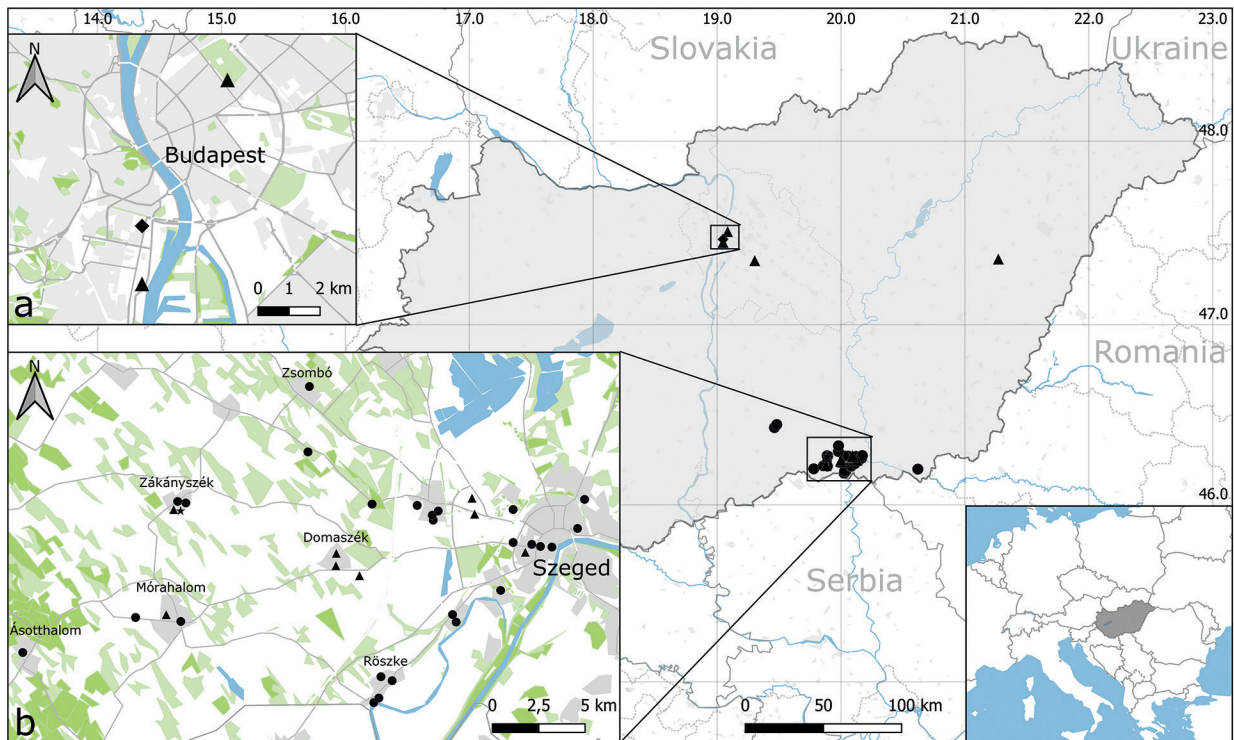 14.0 15.0 16.0 17.0 18.0 19.0 20.0 21.0 22.0 23.0
Slovakia
Ukraine
N
Budapest
48.0
0 1 2 km
a
47.0
Romania
N
Zsombó
Zákányszék
Domaszék
Szeged
Mórahalom
Ásotthalom
Röszke
0 2,5 5 km
b
46.0
Serbia
0 50 100 km